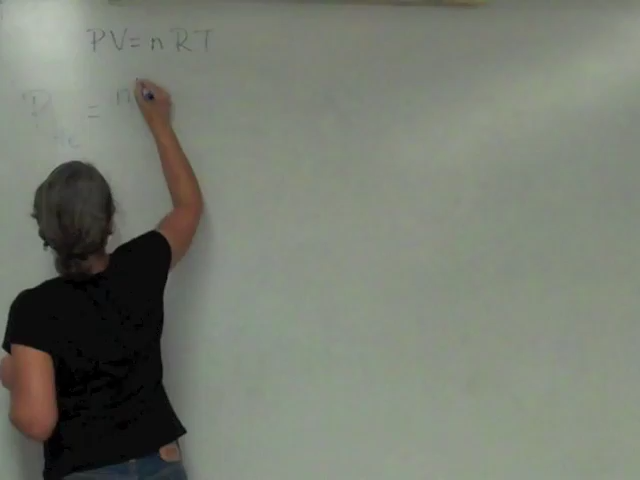 PV = nRT
P = n